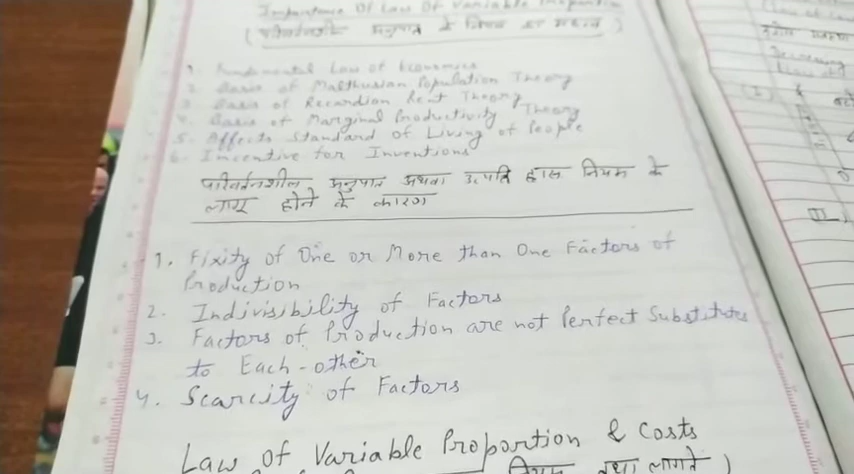 Importance Of Law Of Variable Proportion
(परिवर्तनशील अनुपात के नियम का महत्व)
1. Fundamental Law of Economics
2. Basis of Malthusian Population Theory
3. Basis of Recardian Rent Theory
4. Basis of Marginal Productivity Theory
5. Affects Standard of Living of People
6. Incentive for Inventions
परिवर्तनशील अनुपात अथवा उत्पत्ति ह्रास नियम के
लागू होने के कारण
1. Fixity of One or More than One Factors of
Production
2. Indivisibility of Factors
3. Factors of Production are not Perfect Substitutes
to Each-other
4. Scarcity of Factors
Law of Variable Proportion & Costs
नियम तथा लागतें)